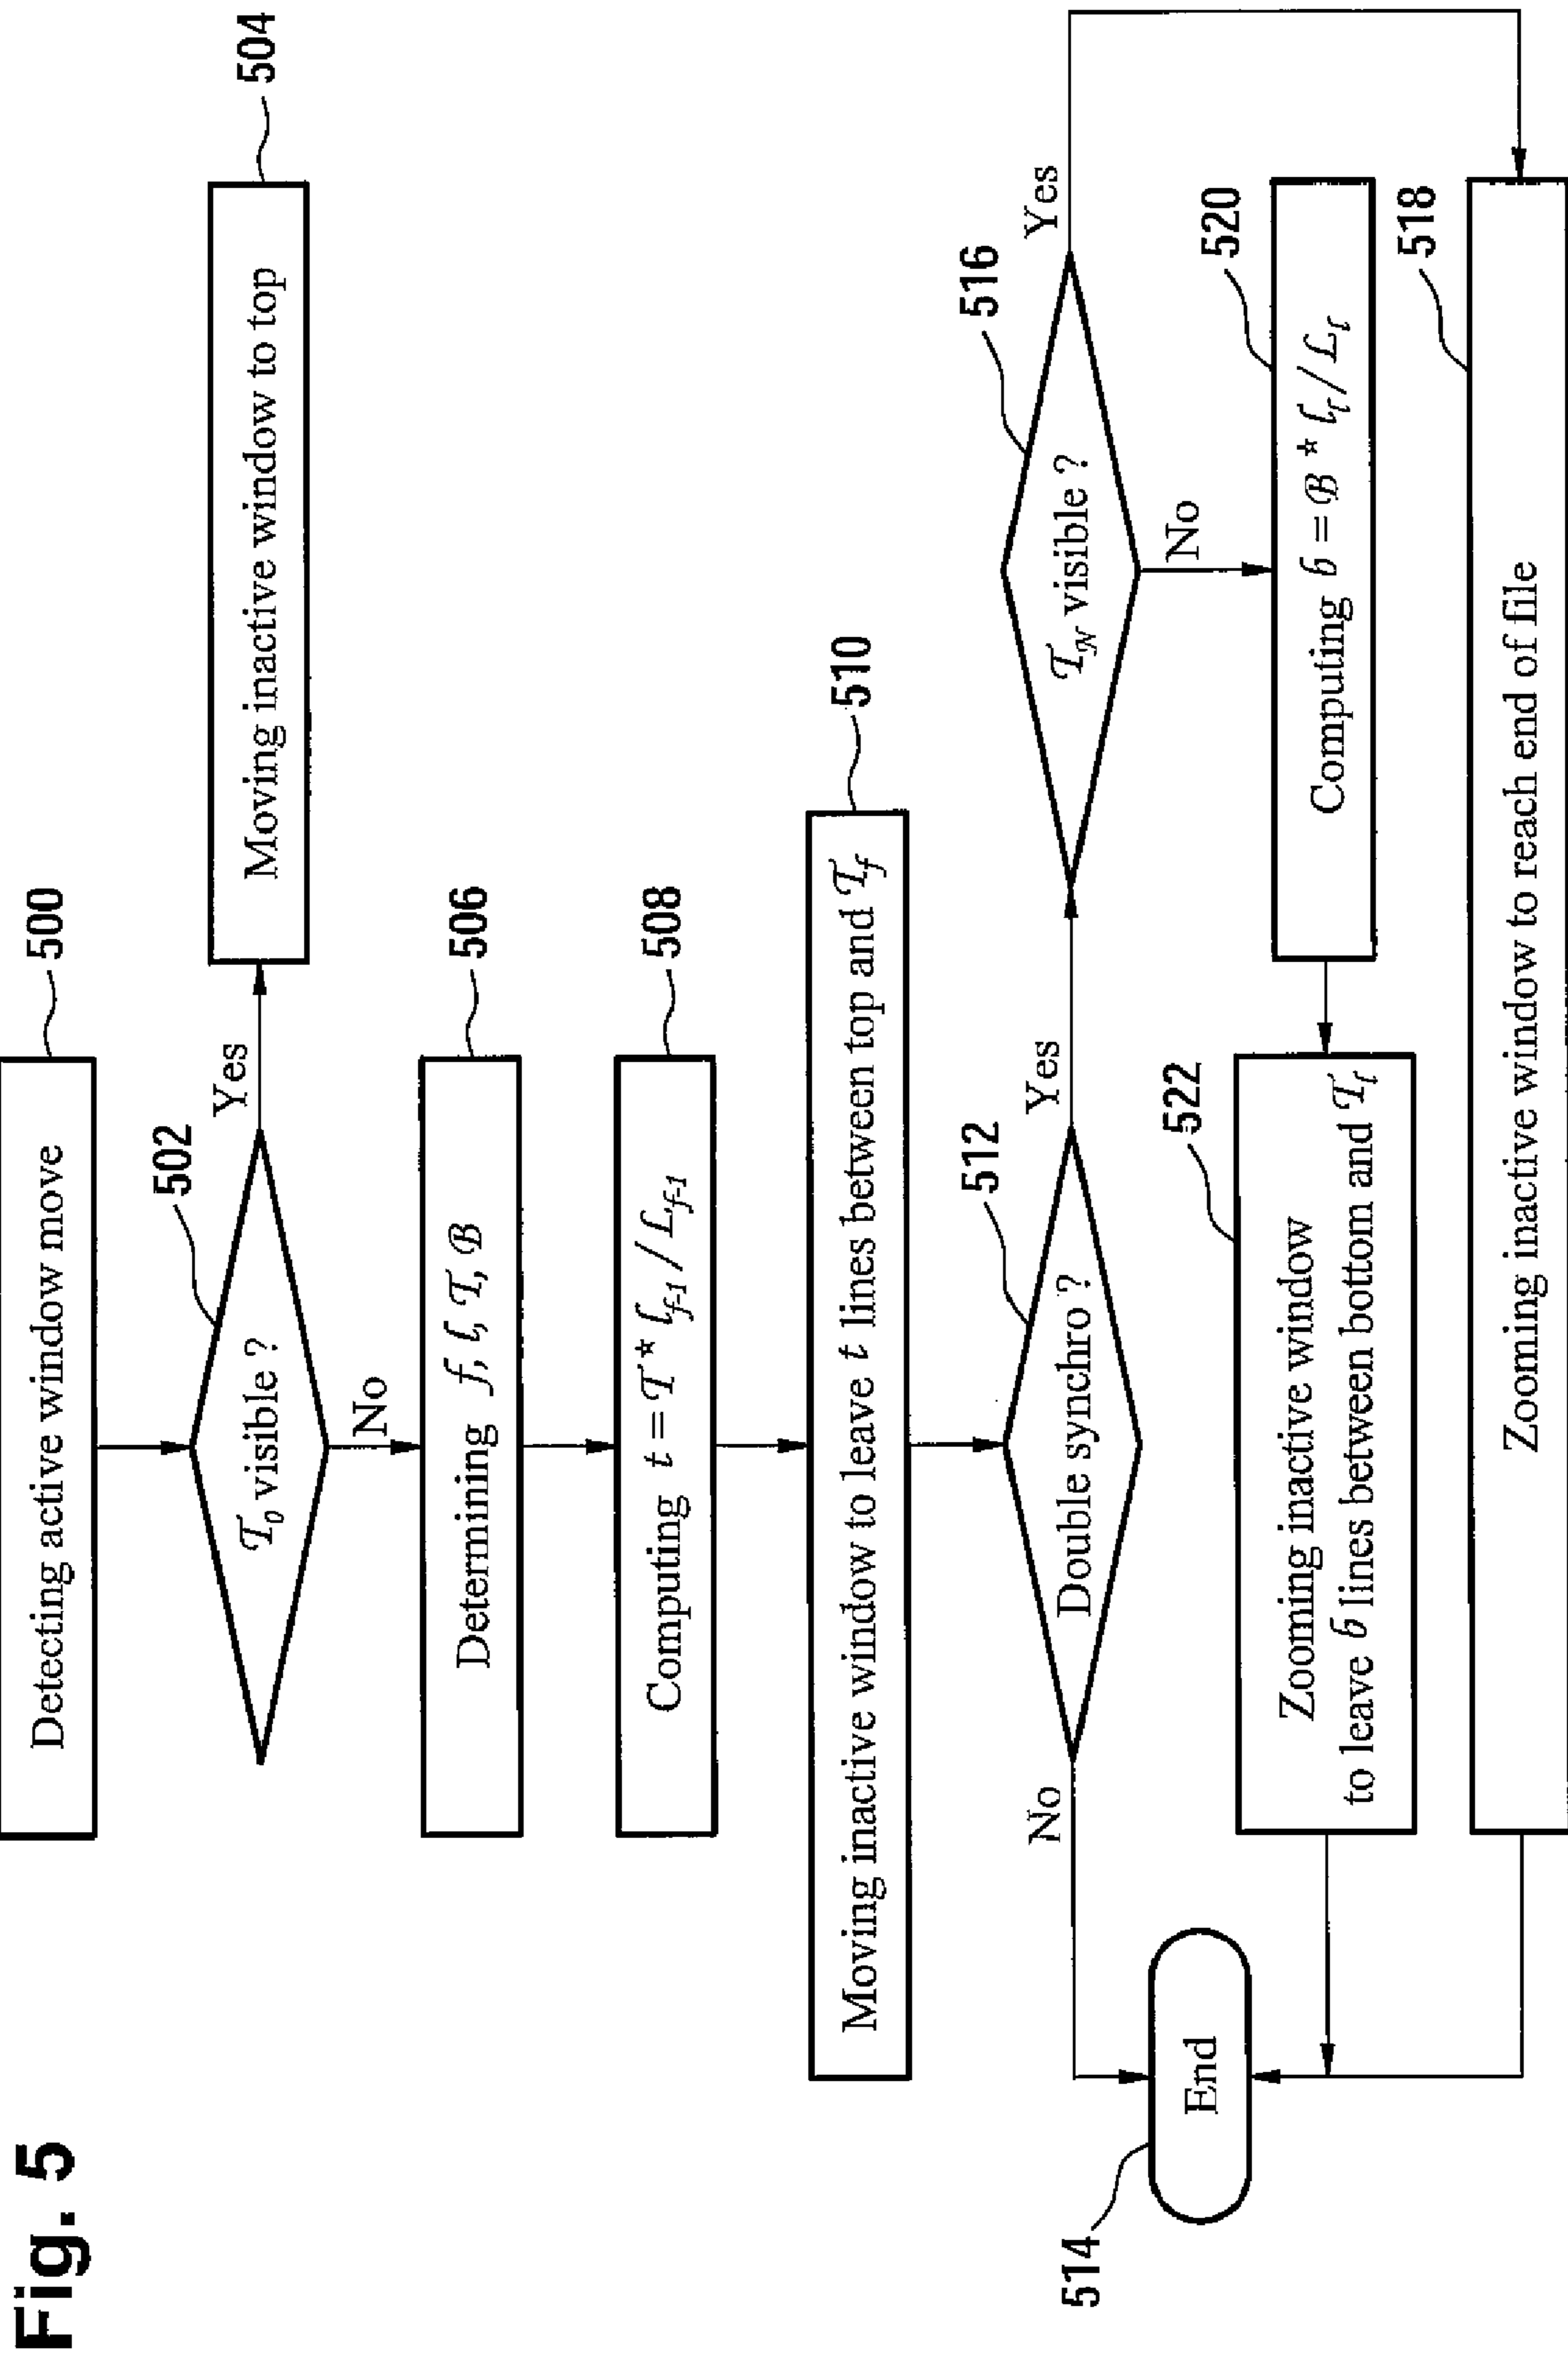 Fig. 5
500
Detecting active window move
502
T₀ visible ?
Yes
504
Moving inactive window to top
No
506
Determining f, l, T, B
508
Computing t = T * l_{f-1} / L_{f-1}
510
Moving inactive window to leave t lines between top and T_f
512
Double synchro ?
No
Yes
514
End
516
T_N visible ?
Yes
No
520
Computing b = B * l_l / L_l
522
Zooming inactive window
to leave b lines between bottom and T_l
518
Zooming inactive window to reach end of file